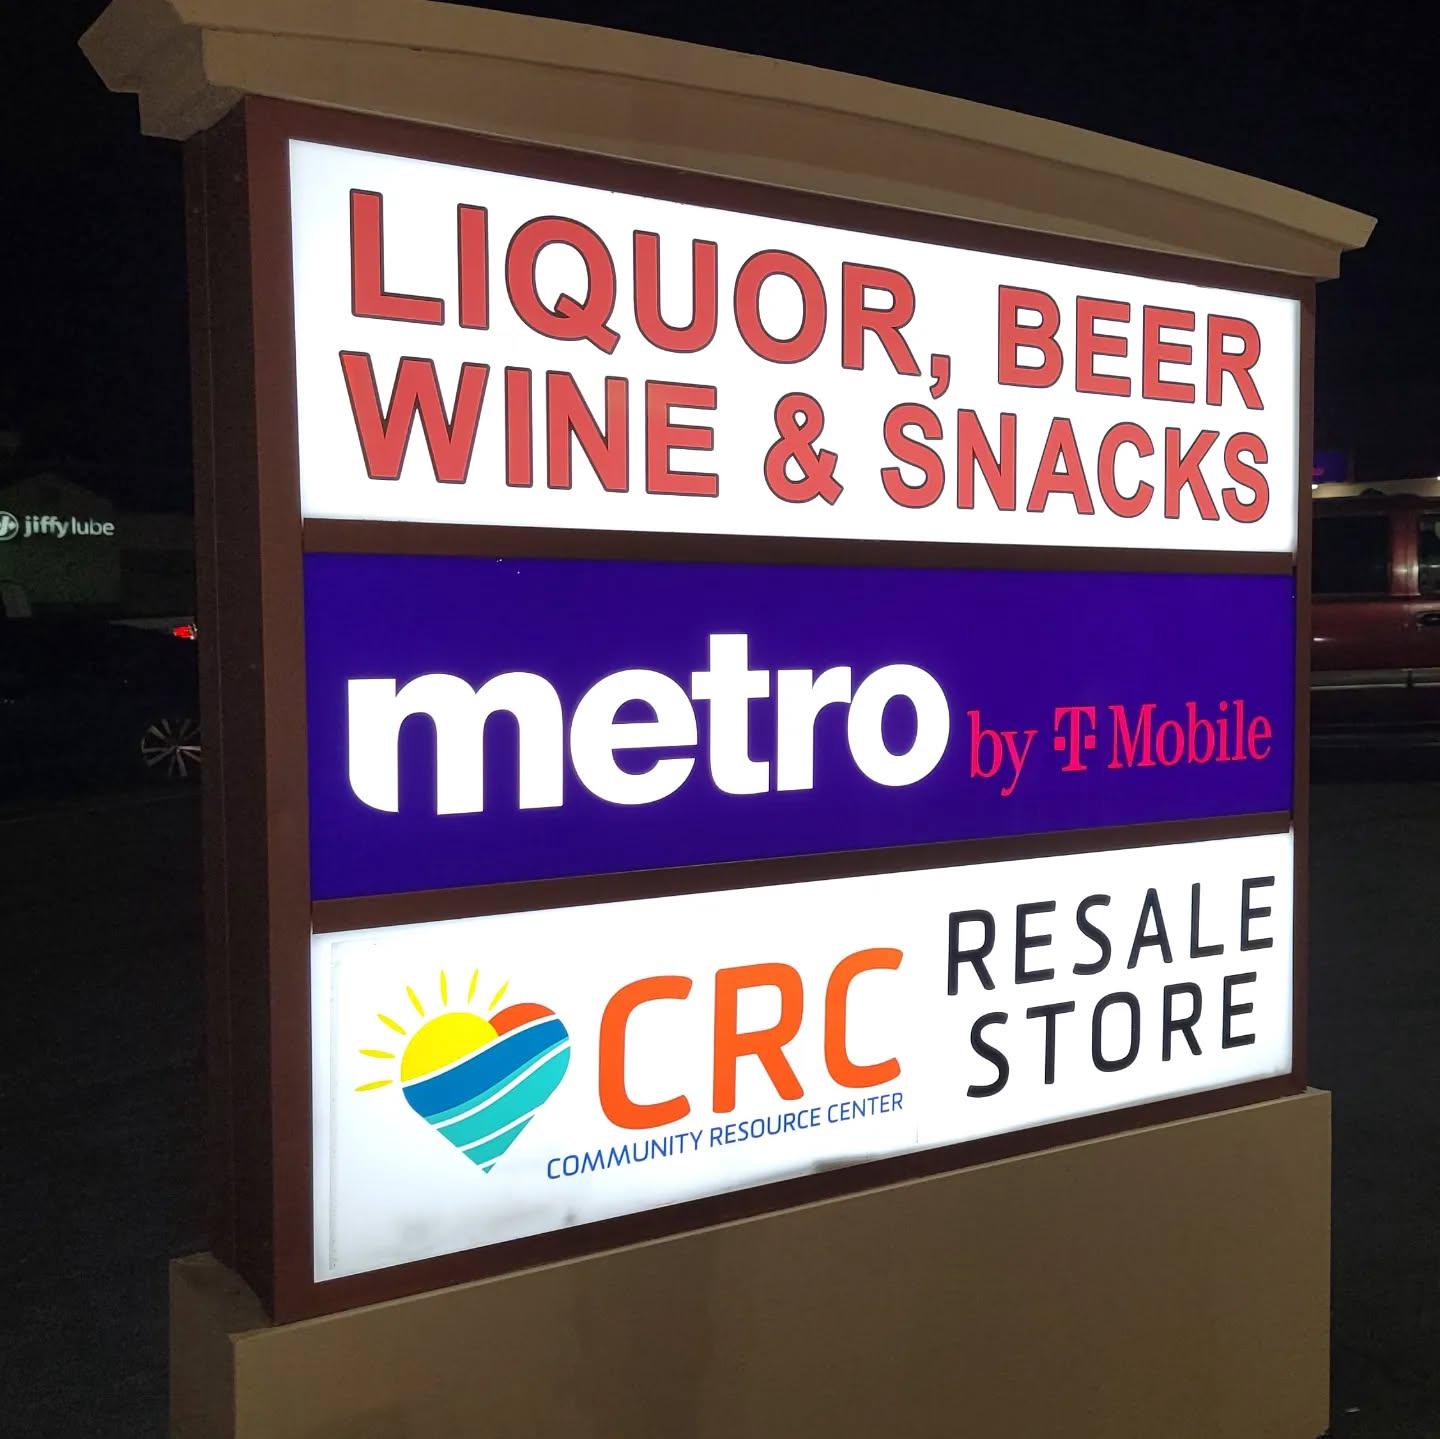 LIQUOR, BEER
WINE & SNACKS
metro by T Mobile
CRC
COMMUNITY RESOURCE CENTER
RESALE
STORE
jiffy lube